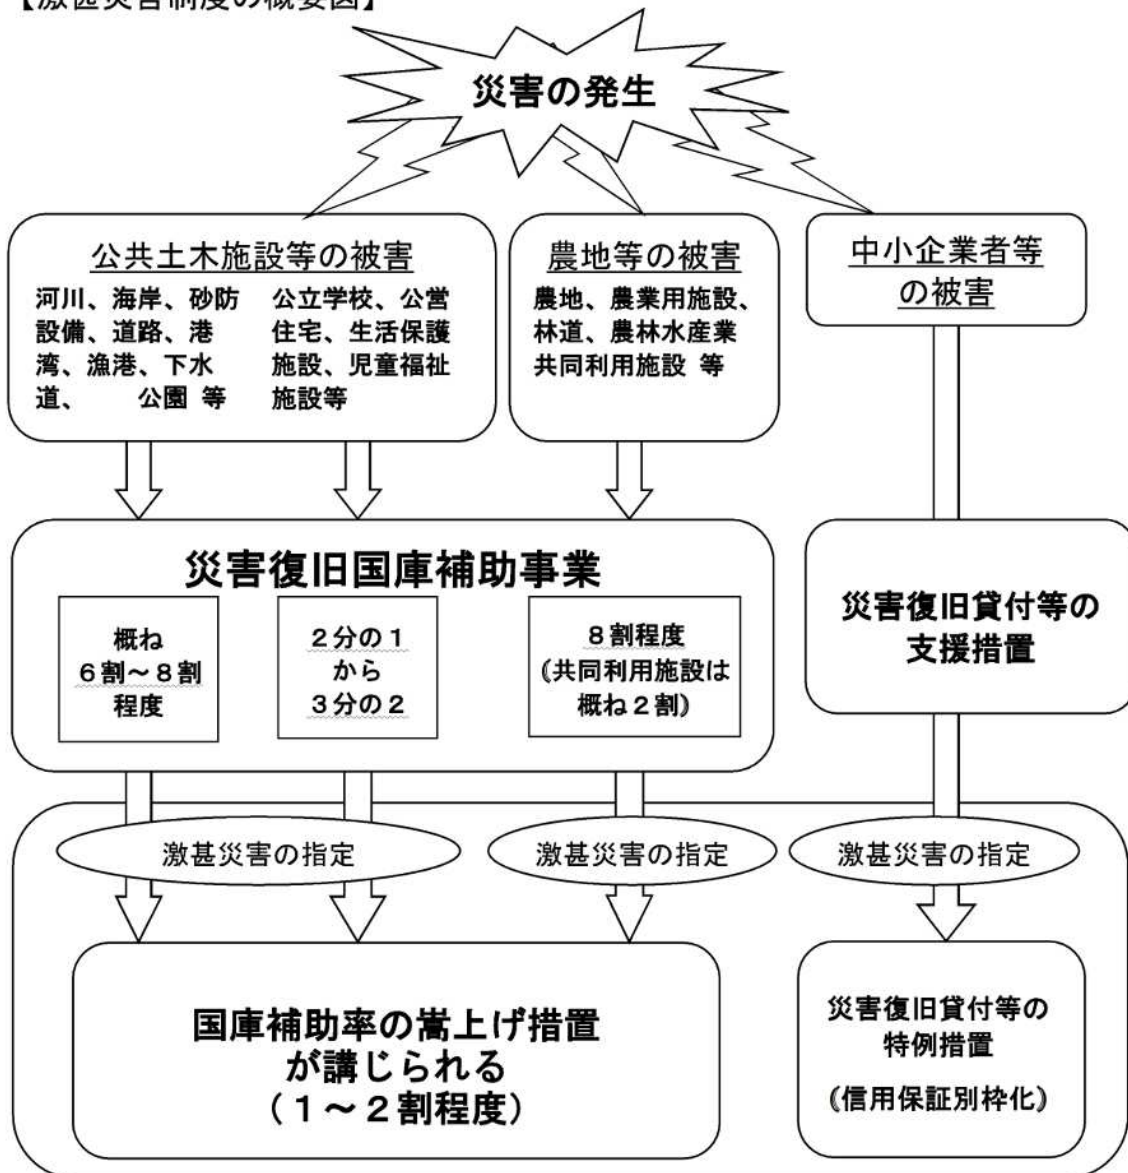 【激甚災害制度の概要図】
災害の発生
公共土木施設等の被害
河川、海岸、砂防
設備、道路、港
湾、漁港、下水
道、　　公園 等
公立学校、公営
住宅、生活保護
施設、児童福祉
施設等
農地等の被害
農地、農業用施設、
林道、農林水産業
共同利用施設 等
中小企業者等
の被害
災害復旧国庫補助事業
概ね
６割～８割
程度
２分の１
から
３分の２
８割程度
(共同利用施設は
概ね２割)
災害復旧貸付等の
支援措置
激甚災害の指定
激甚災害の指定
激甚災害の指定
国庫補助率の嵩上げ措置
が講じられる
(１～２割程度)
災害復旧貸付等の
特例措置
(信用保証別枠化)